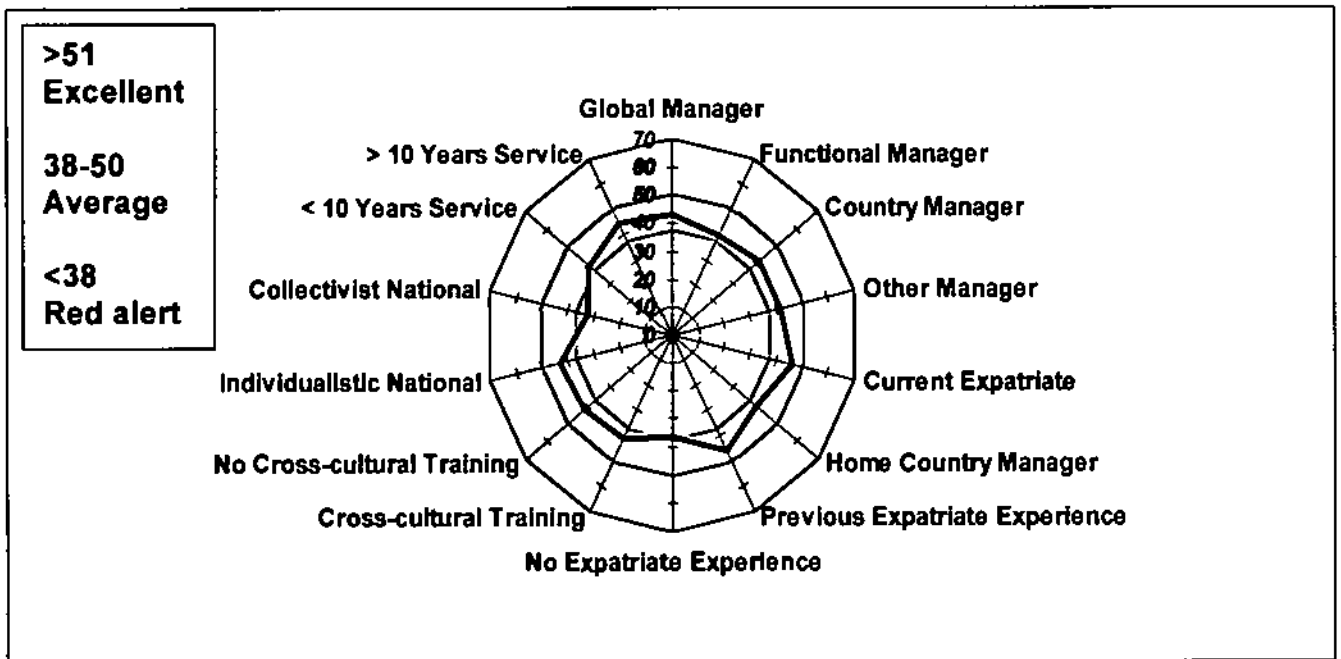 >51
Excellent
38-50
Average
<38
Red alert
Global Manager
Functional Manager
Country Manager
Other Manager
Current Expatriate
Home Country Manager
Previous Expatriate Experience
No Expatriate Experience
Cross-cultural Training
No Cross-cultural Training
Individualistic National
Collectivist National
< 10 Years Service
> 10 Years Service
70
60
50
40
30
20
10
0